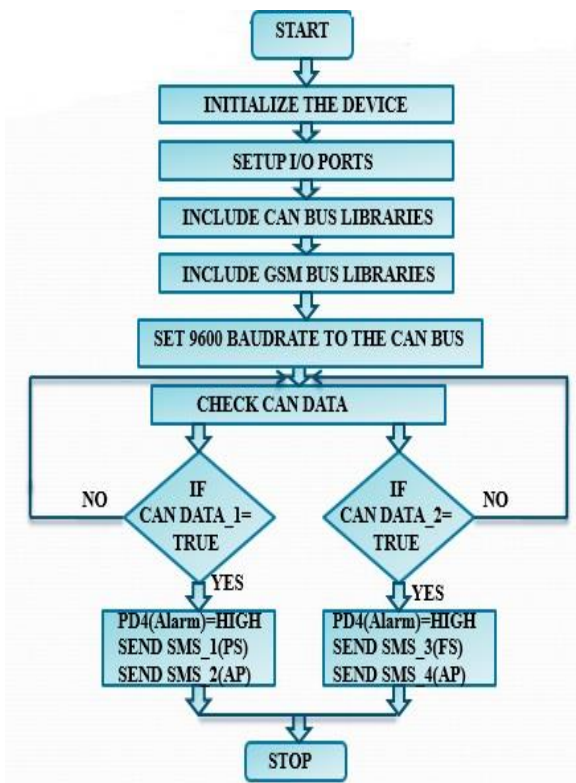 START
INITIALIZE THE DEVICE
SETUP I/O PORTS
INCLUDE CAN BUS LIBRARIES
INCLUDE GSM BUS LIBRARIES
SET 9600 BAUDRATE TO THE CAN BUS
CHECK CAN DATA
NO
IF
CAN DATA_1=
TRUE
YES
IF
CAN DATA_2=
TRUE
NO
YES
PD4(Alarm)=HIGH
SEND SMS_1(PS)
SEND SMS_2(AP)
PD4(Alarm)=HIGH
SEND SMS_3(FS)
SEND SMS_4(AP)
STOP